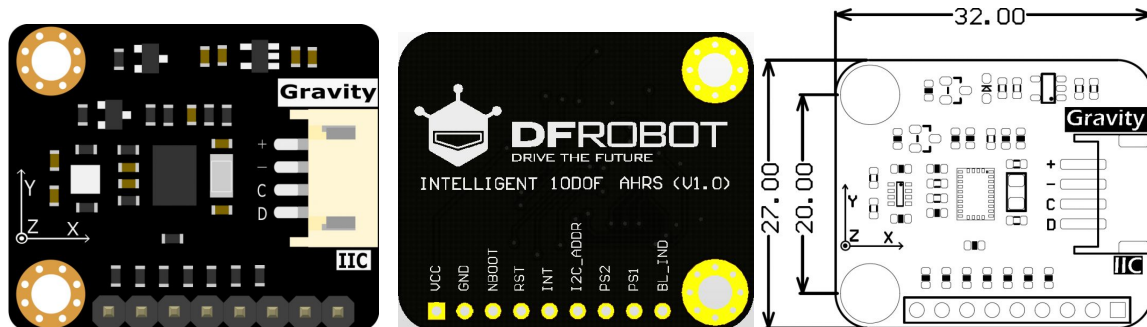 Gravity
+
−
C
D
Y
Z
X
IIC
DFROBOT
DRIVE THE FUTURE
INTELLIGENT 10DOF AHRS (V1.0)
VCC GND NBOOT RST INT I2C_ADDR PS2 PS1 BL_IND
32.00
27.00
20.00
Gravity
+
−
C
D
Y
Z
X
IIC